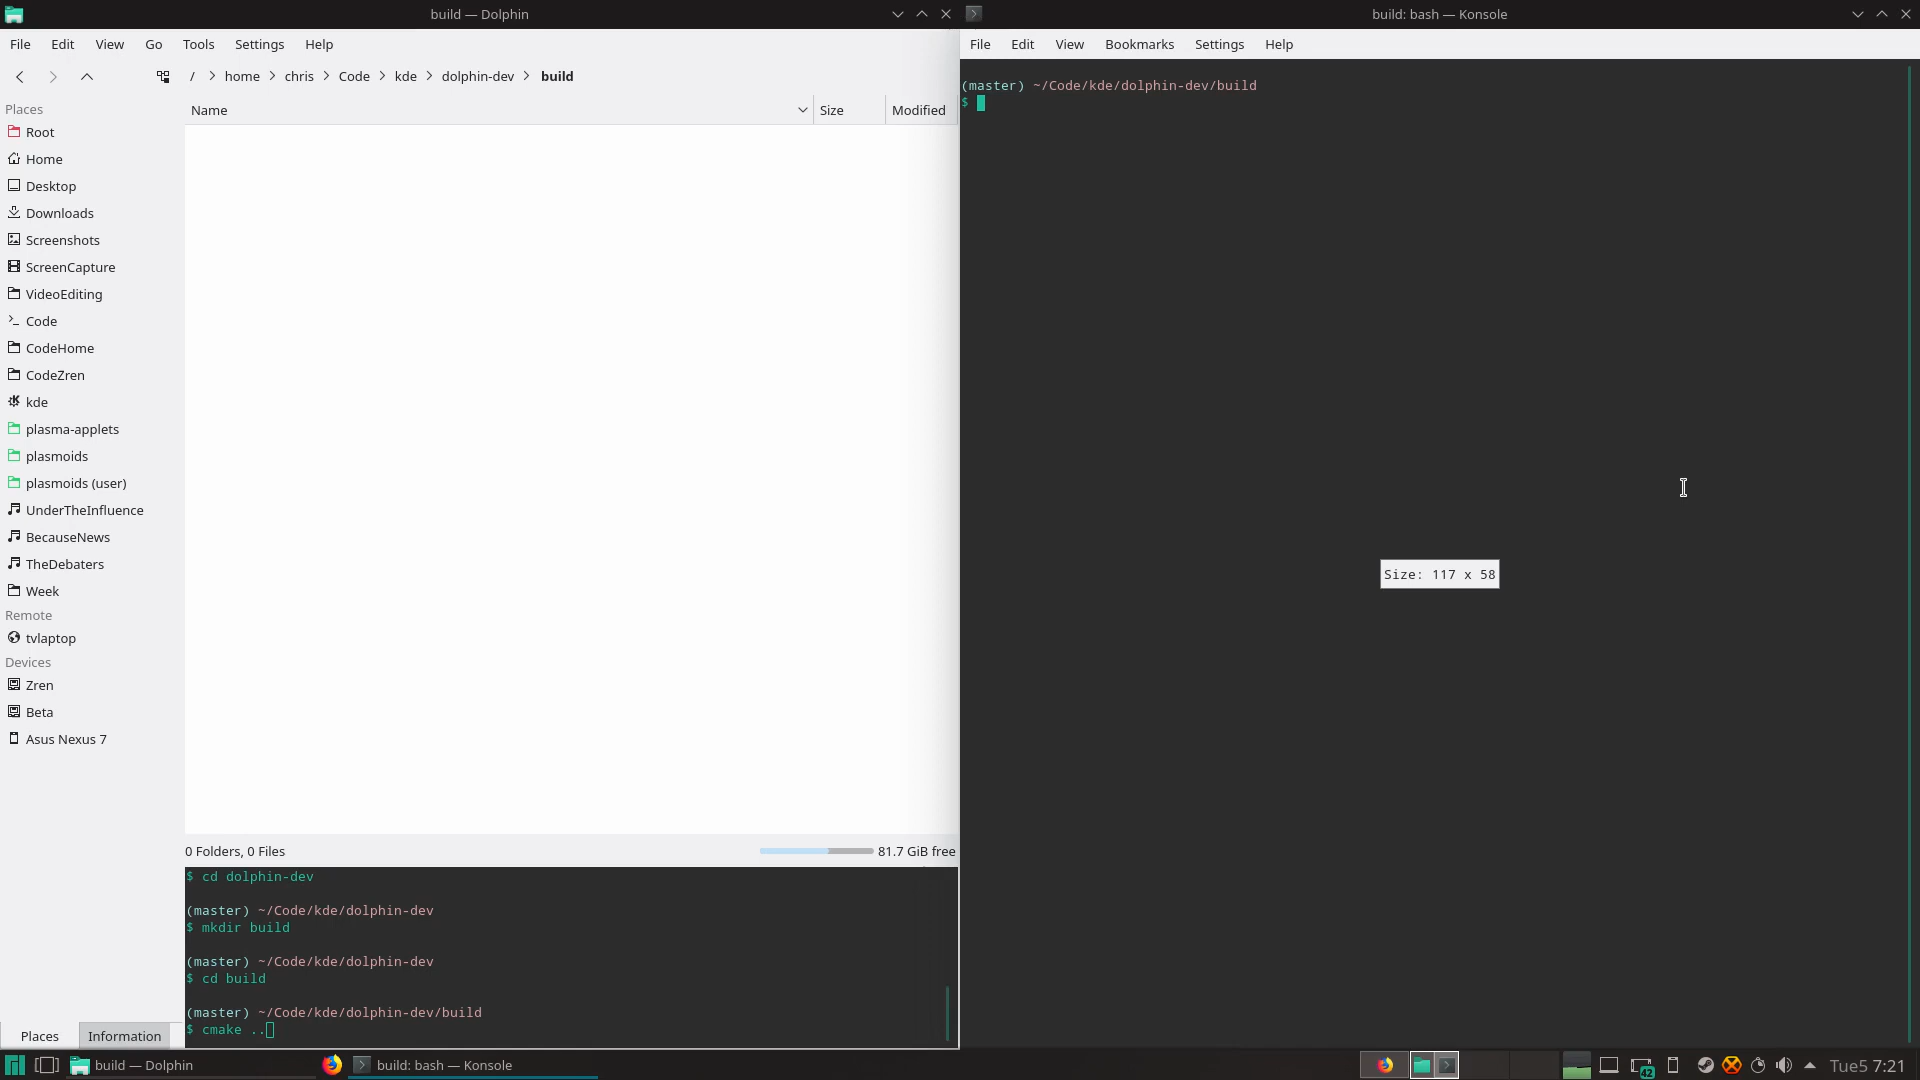 build — Dolphin
File Edit View Go Tools Settings Help
/ home chris Code kde dolphin-dev build
Places
Root
Home
Desktop
Downloads
Screenshots
ScreenCapture
VideoEditing
Code
CodeHome
CodeZren
kde
plasma-applets
plasmoids
plasmoids (user)
UnderTheInfluence
BecauseNews
TheDebaters
Week
Remote
tvlaptop
Devices
Zren
Beta
Asus Nexus 7
Places Information
Name Size Modified
0 Folders, 0 Files 81.7 GiB free
$ cd dolphin-dev
(master) ~/Code/kde/dolphin-dev
$ mkdir build
(master) ~/Code/kde/dolphin-dev
$ cd build
(master) ~/Code/kde/dolphin-dev/build
$ cmake ..
build: bash — Konsole
File Edit View Bookmarks Settings Help
(master) ~/Code/kde/dolphin-dev/build
$
Size: 117 x 58
build — Dolphin build: bash — Konsole 42 Tue5 7:21